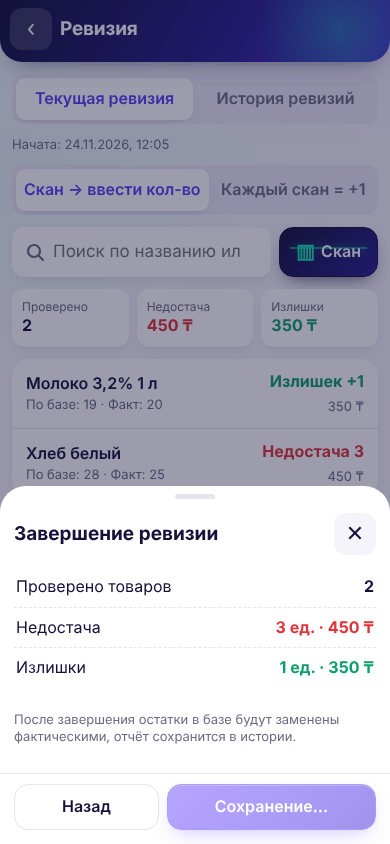 Ревизия
Текущая ревизия
История ревизий
Начата: 24.11.2026, 12:05
Скан → ввести кол-во
Каждый скан = +1
Поиск по названию ил
Скан
Проверено
2
Недостача
450 ₸
Излишки
350 ₸
Молоко 3,2% 1 л
Излишек +1
По базе: 19 · Факт: 20
350 ₸
Хлеб белый
Недостача 3
По базе: 28 · Факт: 25
450 ₸
Завершение ревизии
Проверено товаров
2
Недостача
3 ед. · 450 ₸
Излишки
1 ед. · 350 ₸
После завершения остатки в базе будут заменены
фактическими, отчёт сохранится в истории.
Назад
Сохранение...